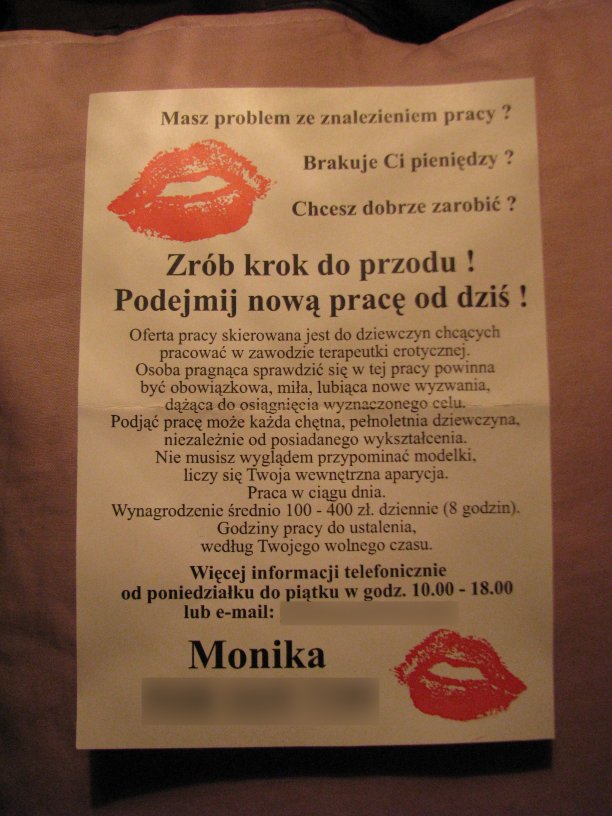 Masz problem ze znalezieniem pracy ?
Brakuje Ci pieniędzy ?
Chcesz dobrze zarobić ?
Zrób krok do przodu !
Podejmij nową pracę od dziś !
Oferta pracy skierowana jest do dziewczyn chcących
pracować w zawodzie terapeutki erotycznej.
Osoba pragnąca sprawdzić się w tej pracy powinna
być obowiązkowa, miła, lubiąca nowe wyzwania,
dążąca do osiągnięcia wyznaczonego celu.
Podjąć pracę może każda chętna, pełnoletnia dziewczyna,
niezależnie od posiadanego wykształcenia.
Nie musisz wyglądem przypominać modelki,
liczy się Twoja wewnętrzna aparycja.
Praca w ciągu dnia.
Wynagrodzenie średnio 100 - 400 zł. dziennie (8 godzin).
Godziny pracy do ustalenia,
według Twojego wolnego czasu.
Więcej informacji telefonicznie
od poniedziałku do piątku w godz. 10.00 - 18.00
lub e-mail:
Monika